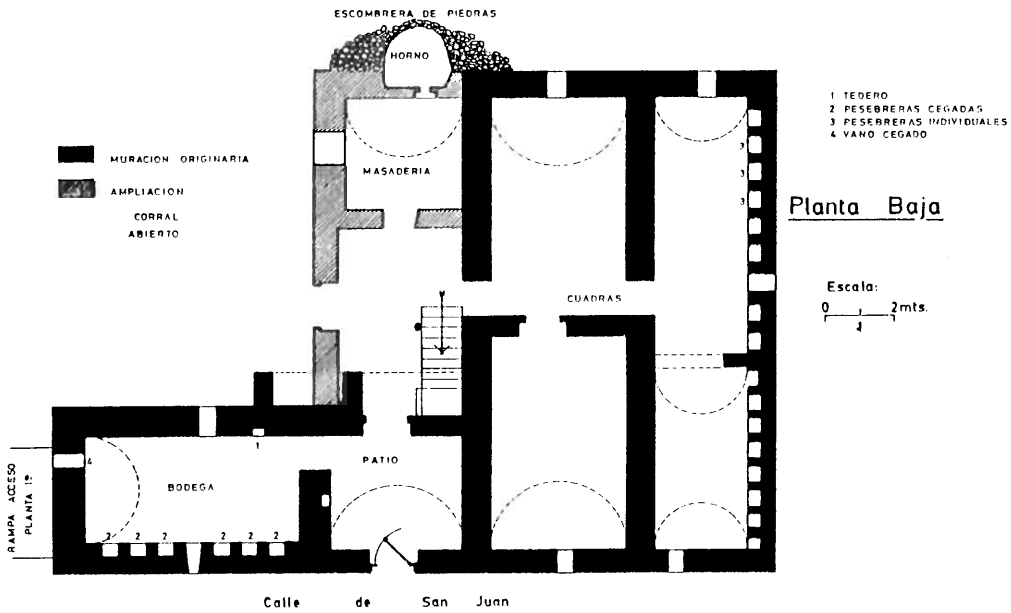 ESCOMBRERA DE PIEDRAS
HORNO
1 TEDERO
2 PESEBRERAS CEGADAS
3 PESEBRERAS INDIVIDUALES
4 VANO CEGADO
MURACION ORIGINARIA
AMPLIACION
CORRAL
ABIERTO
MASADERIA
3
3
3
Planta Baja
Escala:
0 1 2mts.
CUADRAS
1
PATIO
4
BODEGA
RAMPA ACCESO
PLANTA 1ª
2 2 2 2 2 2
Calle de San Juan